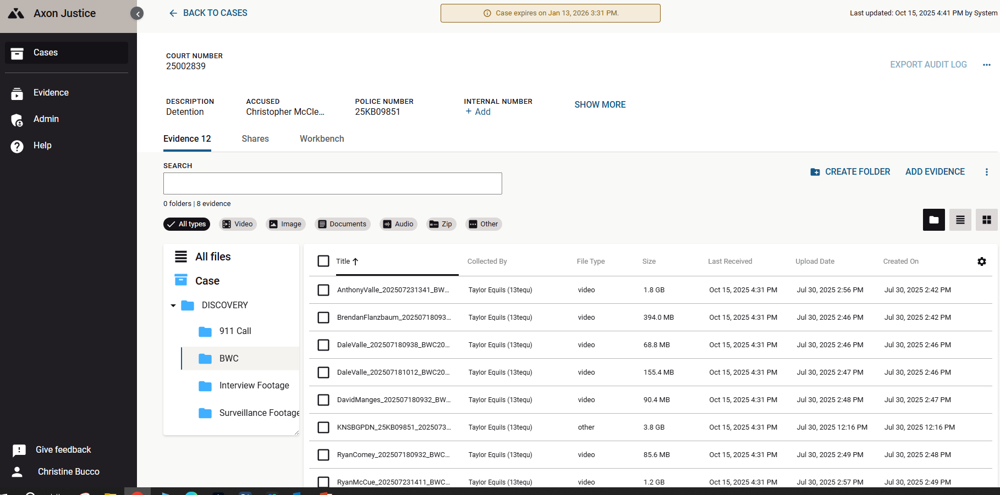 Axon Justice
BACK TO CASES
Case expires on Jan 13, 2026 3:31 PM.
Last updated: Oct 15, 2025 4:41 PM by System
Cases
Evidence
Admin
Help
COURT NUMBER
25002839
EXPORT AUDIT LOG
DESCRIPTION ACCUSED POLICE NUMBER INTERNAL NUMBER
Detention Christopher McCle... 25KB09851 + Add
SHOW MORE
Evidence 12 Shares Workbench
SEARCH
CREATE FOLDER ADD EVIDENCE
0 folders | 8 evidence
All types Video Image Documents Audio Zip Other
All files
Case
DISCOVERY
911 Call
BWC
Interview Footage
Surveillance Footage
Title Collected By File Type Size Last Received Upload Date Created On
AnthonyValle_202507231341_BW... Taylor Equils (13tequ) video 1.8 GB Oct 15, 2025 4:31 PM Jul 30, 2025 2:56 PM Jul 30, 2025 2:42 PM
BrendanFlanzbaum_20250718093... Taylor Equils (13tequ) video 394.0 MB Oct 15, 2025 4:31 PM Jul 30, 2025 2:46 PM Jul 30, 2025 2:42 PM
DaleValle_202507180938_BWC20... Taylor Equils (13tequ) video 68.8 MB Oct 15, 2025 4:31 PM Jul 30, 2025 2:46 PM Jul 30, 2025 2:46 PM
DaleValle_202507181012_BWC20... Taylor Equils (13tequ) video 155.4 MB Oct 15, 2025 4:31 PM Jul 30, 2025 2:47 PM Jul 30, 2025 2:46 PM
DavidManges_202507180932_BW... Taylor Equils (13tequ) video 90.4 MB Oct 15, 2025 4:31 PM Jul 30, 2025 2:48 PM Jul 30, 2025 2:47 PM
KNSBGPDN_25KB09851_2025073... Taylor Equils (13tequ) other 3.8 GB Oct 15, 2025 4:31 PM Jul 30, 2025 12:16 PM Jul 30, 2025 12:16 PM
RyanComey_202507180932_BWC... Taylor Equils (13tequ) video 85.6 MB Oct 15, 2025 4:31 PM Jul 30, 2025 2:49 PM Jul 30, 2025 2:48 PM
RyanMcCue_202507231411_BWC... Taylor Equils (13tequ) video 1.2 GB Oct 15, 2025 4:31 PM Jul 30, 2025 2:57 PM Jul 30, 2025 2:49 PM
Give feedback
Christine Bucco